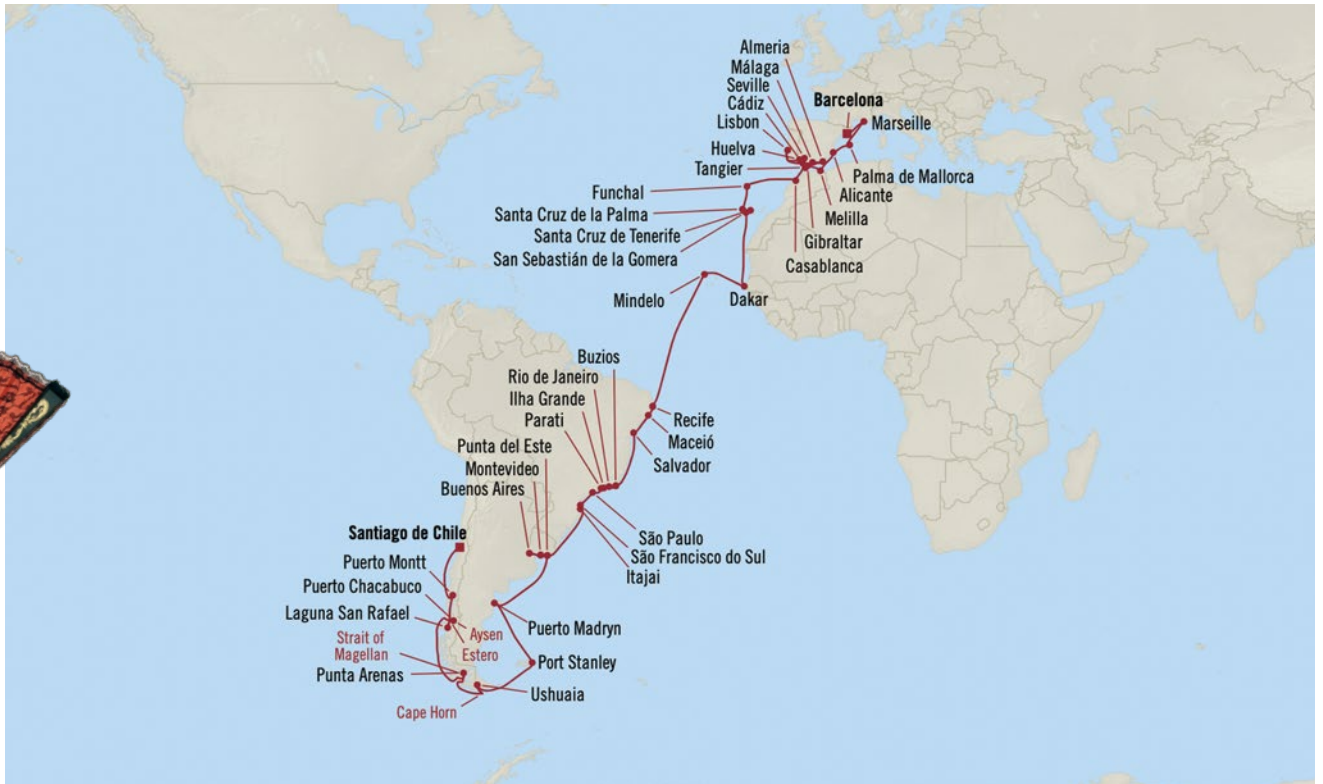 Almeria
Málaga
Seville
Cádiz
Lisbon
Huelva
Tangier
Barcelona
Marseille
Palma de Mallorca
Alicante
Melilla
Gibraltar
Casablanca
Funchal
Santa Cruz de la Palma
Santa Cruz de Tenerife
San Sebastián de la Gomera
Mindelo
Dakar
Buzios
Rio de Janeiro
Ilha Grande
Parati
Recife
Maceió
Salvador
Punta del Este
Montevideo
Buenos Aires
São Paulo
São Francisco do Sul
Itajai
Santiago de Chile
Puerto Montt
Puerto Chacabuco
Laguna San Rafael
Strait of
Magellan
Punta Arenas
Aysen
Estero
Puerto Madryn
Port Stanley
Ushuaia
Cape Horn